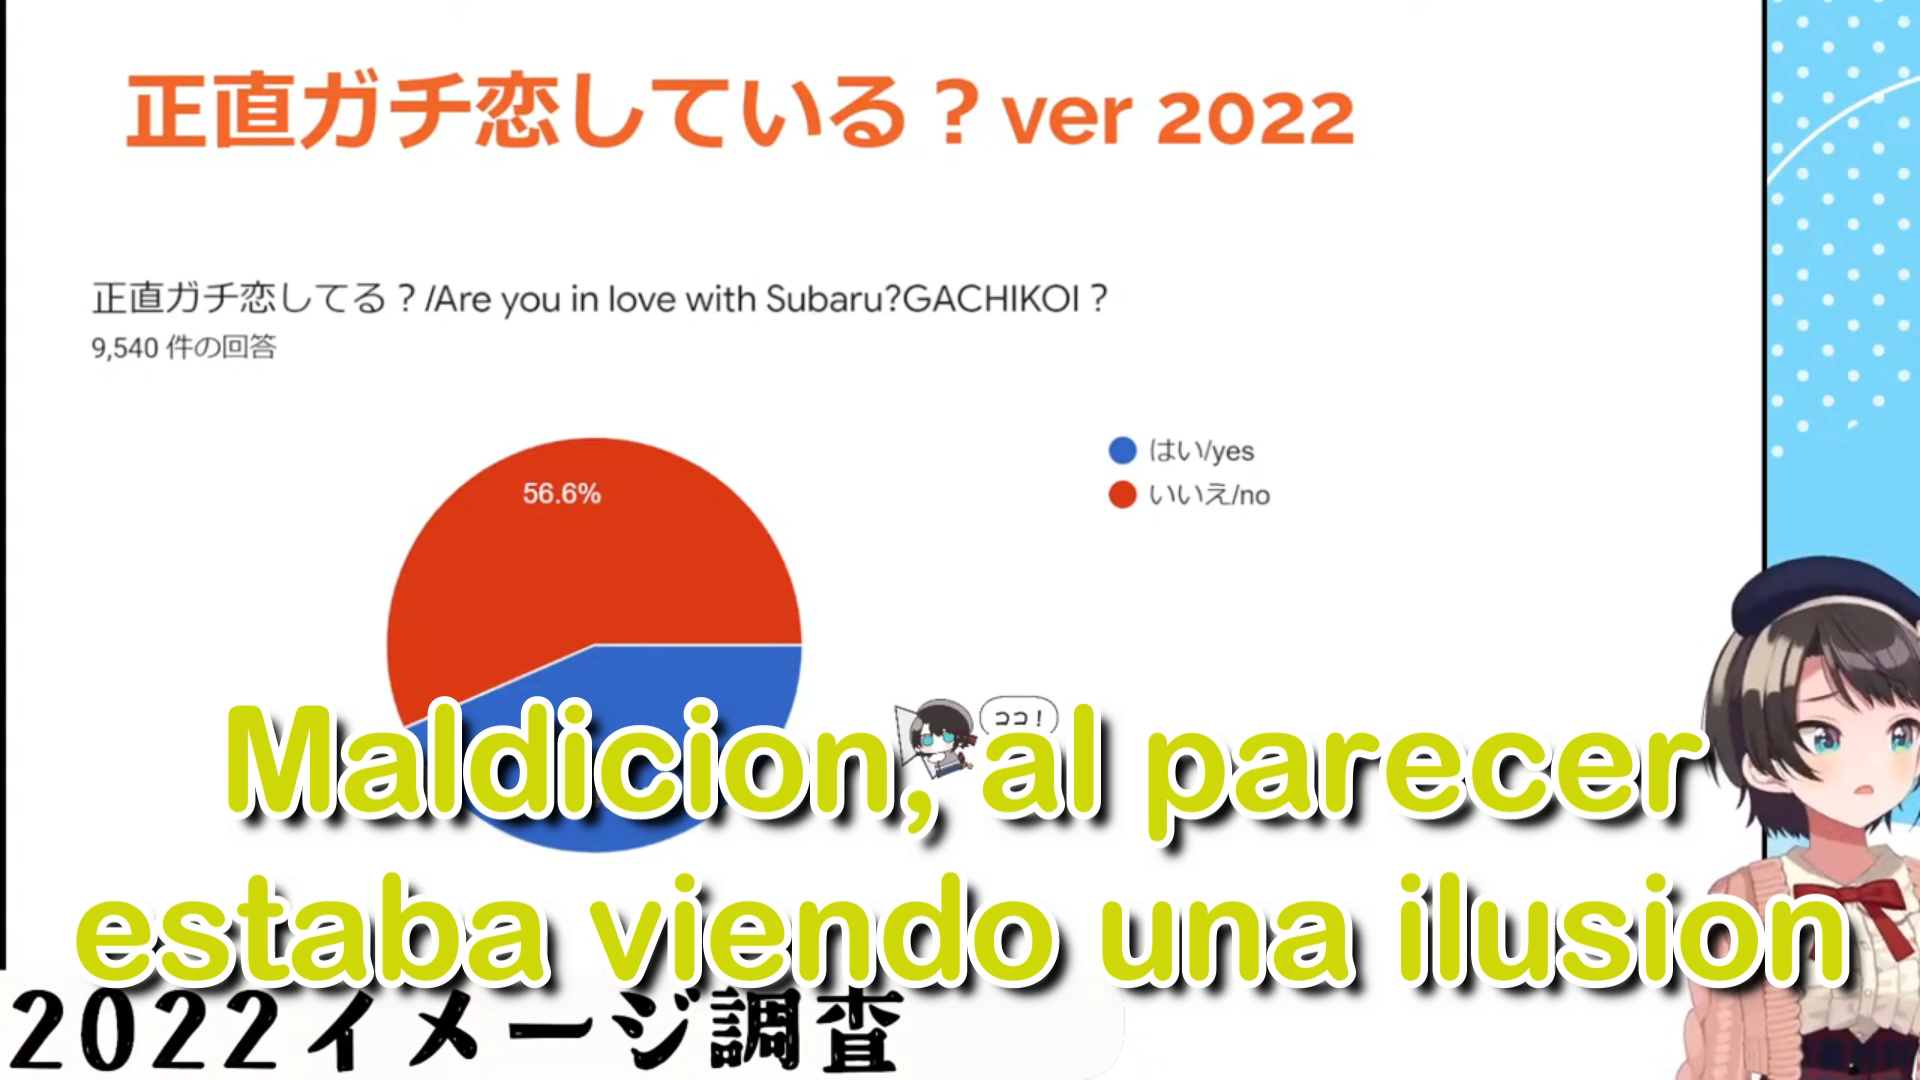 正直ガチ恋している？ver 2022
正直ガチ恋してる？/Are you in love with Subaru?GACHIKOI？
9,540 件の回答
はい/yes
いいえ/no
56.6%
ココ！
Maldicion, al parecer
estaba viendo una ilusion
2022イメージ調査